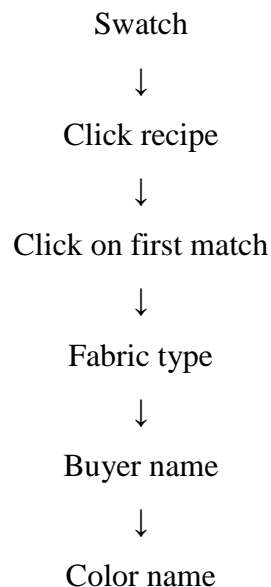 Swatch
↓
Click recipe
↓
Click on first match
↓
Fabric type
↓
Buyer name
↓
Color name